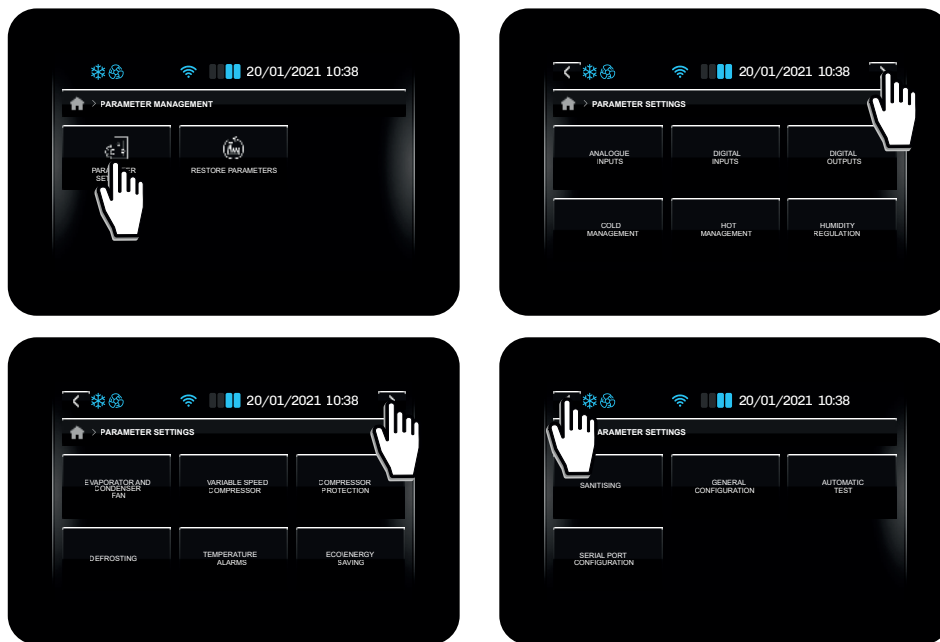 20/01/2021 10:38
> PARAMETER MANAGEMENT
RESTORE PARAMETERS
< 20/01/2021 10:38 >
> PARAMETER SETTINGS
ANALOGUE
INPUTS
DIGITAL
INPUTS
DIGITAL
OUTPUTS
COLD
MANAGEMENT
HOT
MANAGEMENT
HUMIDITY
REGULATION
< 20/01/2021 10:38
> PARAMETER SETTINGS
EVAPORATOR AND
CONDENSER
FAN
VARIABLE SPEED
COMPRESSOR
COMPRESSOR
PROTECTION
DEFROSTING
TEMPERATURE
ALARMS
ECO\ENERGY
SAVING
20/01/2021 10:38
PARAMETER SETTINGS
SANITISING
GENERAL
CONFIGURATION
AUTOMATIC
TEST
SERIAL PORT
CONFIGURATION